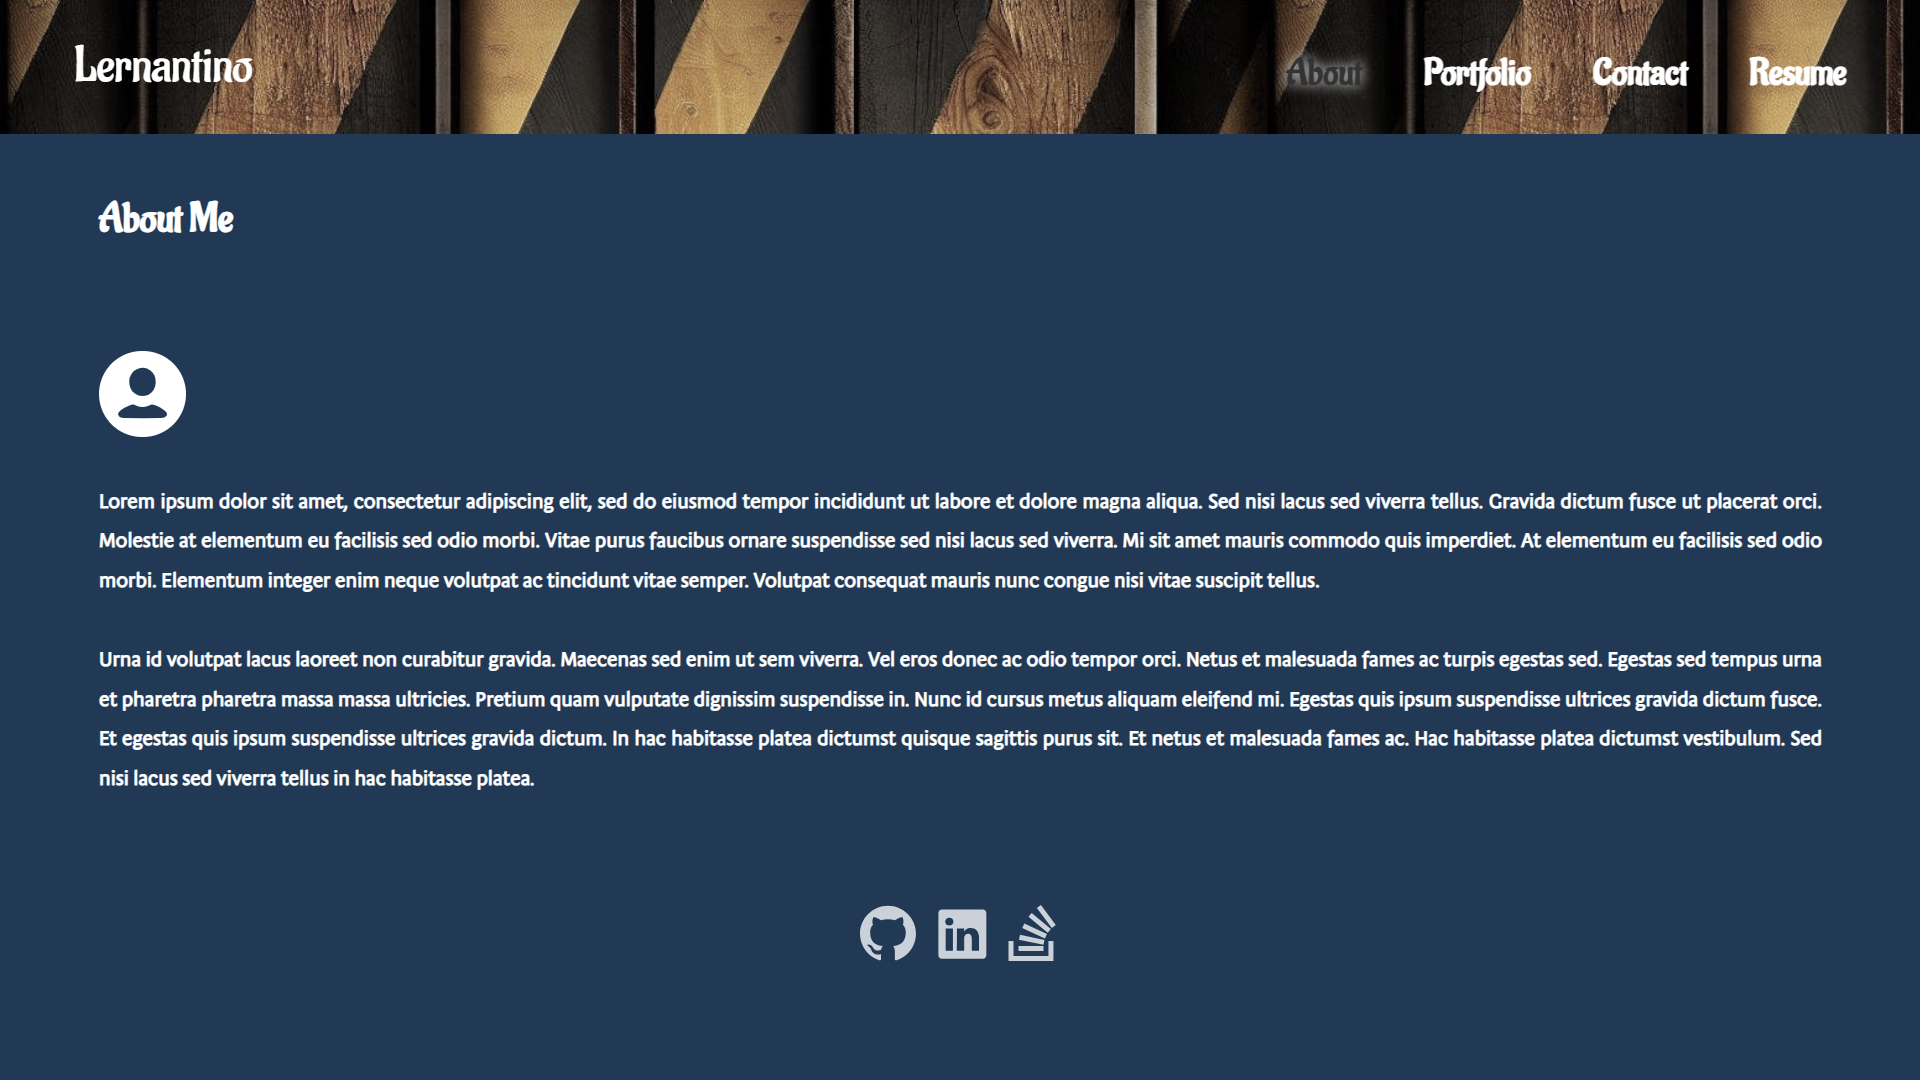 Lernantino
About
Portfolio
Contact
Resume
About Me
Lorem ipsum dolor sit amet, consectetur adipiscing elit, sed do eiusmod tempor incididunt ut labore et dolore magna aliqua. Sed nisi lacus sed viverra tellus. Gravida dictum fusce ut placerat orci.
Molestie at elementum eu facilisis sed odio morbi. Vitae purus faucibus ornare suspendisse sed nisi lacus sed viverra. Mi sit amet mauris commodo quis imperdiet. At elementum eu facilisis sed odio
morbi. Elementum integer enim neque volutpat ac tincidunt vitae semper. Volutpat consequat mauris nunc congue nisi vitae suscipit tellus.
Urna id volutpat lacus laoreet non curabitur gravida. Maecenas sed enim ut sem viverra. Vel eros donec ac odio tempor orci. Netus et malesuada fames ac turpis egestas sed. Egestas sed tempus urna
et pharetra pharetra massa massa ultricies. Pretium quam vulputate dignissim suspendisse in. Nunc id cursus metus aliquam eleifend mi. Egestas quis ipsum suspendisse ultrices gravida dictum fusce.
Et egestas quis ipsum suspendisse ultrices gravida dictum. In hac habitasse platea dictumst quisque sagittis purus sit. Et netus et malesuada fames ac. Hac habitasse platea dictumst vestibulum. Sed
nisi lacus sed viverra tellus in hac habitasse platea.
in